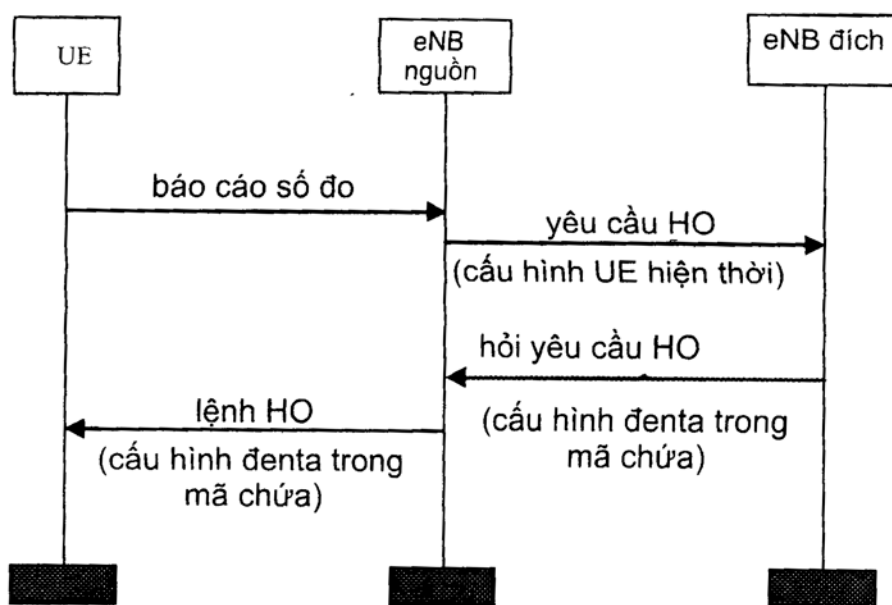 UE
eNB
nguồn
eNB đích
báo cáo số đo
yêu cầu HO
(cấu hình UE hiện thời)
hỏi yêu cầu HO
(cấu hình đenta trong
mã chứa)
lệnh HO
(cấu hình đenta trong
mã chứa)